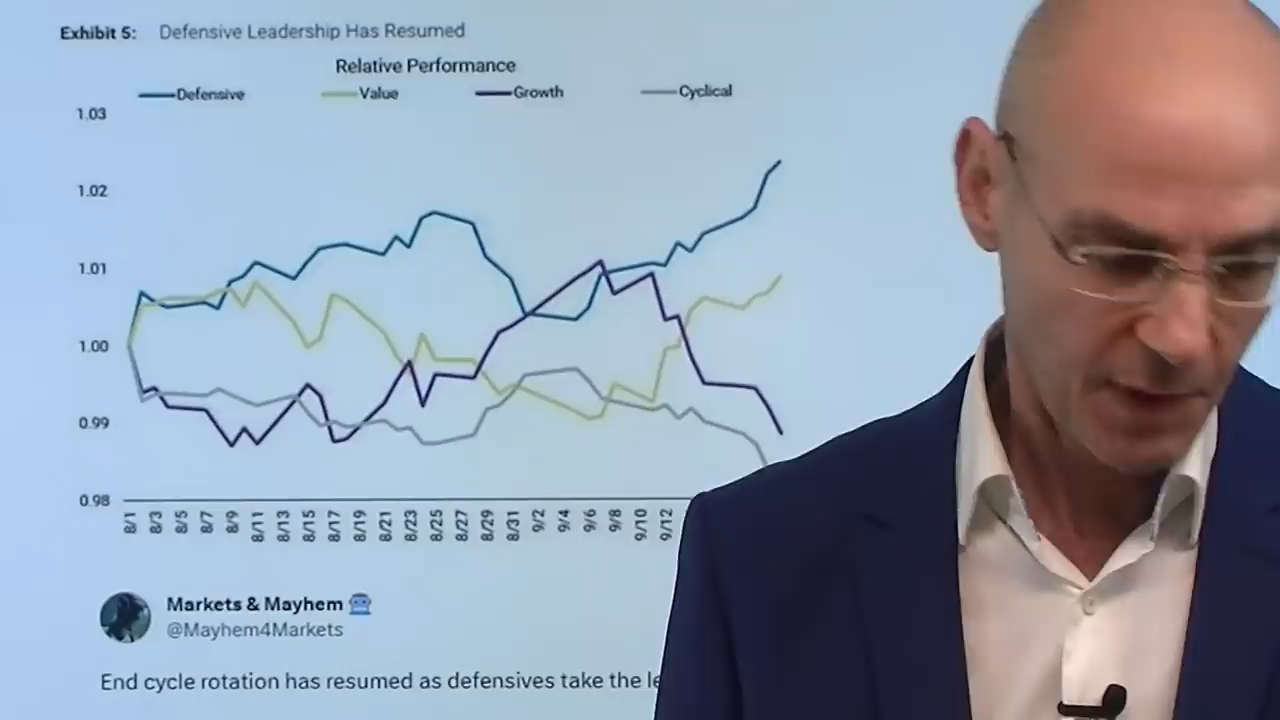 Exhibit 5: Defensive Leadership Has Resumed
Relative Performance
Defensive Value Growth Cyclical
1.03
1.02
1.01
1.00
0.99
0.98
8/1 8/3 8/5 8/7 8/9 8/11 8/13 8/15 8/17 8/19 8/21 8/23 8/25 8/27 8/29 8/31 9/2 9/4 9/6 9/8 9/10 9/12
Markets & Mayhem
@Mayhem4Markets
End cycle rotation has resumed as defensives take the